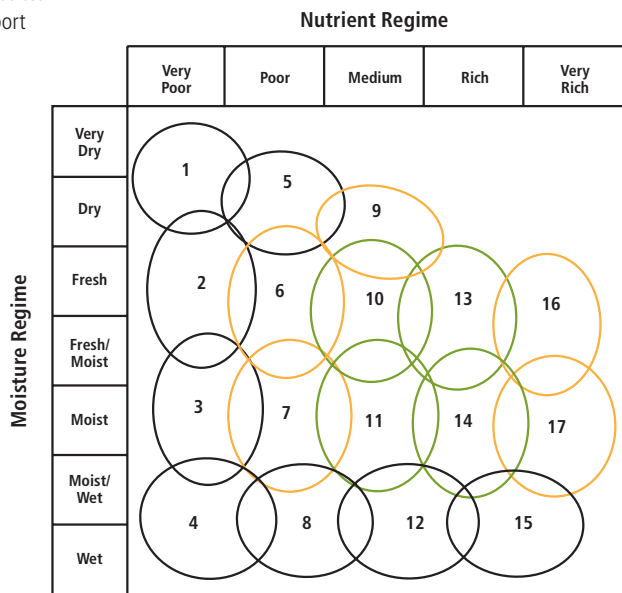 port
Nutrient Regime
Very
Poor
Poor
Medium
Rich
Very
Rich
Moisture Regime
Very
Dry
Dry
Fresh
Fresh/
Moist
Moist
Moist/
Wet
Wet
1
5
9
2
6
10
13
16
3
7
11
14
17
4
8
12
15